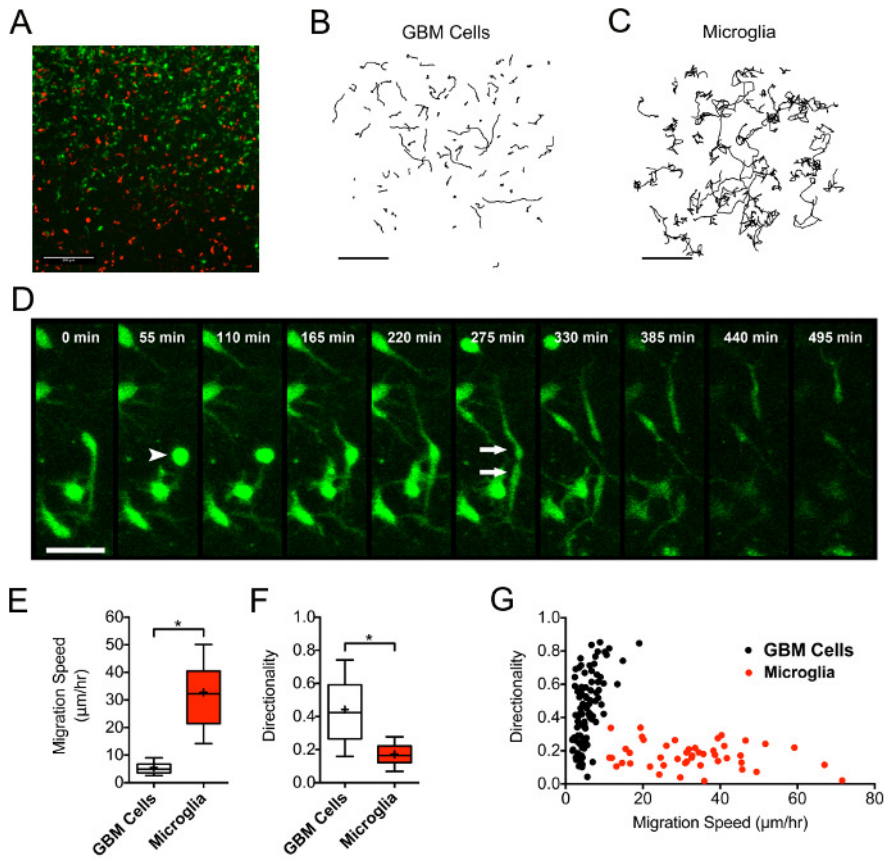 A
B
GBM Cells
C
Microglia
D
0 min 55 min 110 min 165 min 220 min 275 min 330 min 385 min 440 min 495 min
E
Migration Speed
(µm/hr)
60
50
40
30
20
10
0
*
GBM Cells
Microglia
F
Directionality
1.0
0.8
0.6
0.4
0.2
0.0
*
GBM Cells
Microglia
G
Directionality
1.0
0.8
0.6
0.4
0.2
0.0
0 20 40 60 80
Migration Speed (µm/hr)
GBM Cells
Microglia